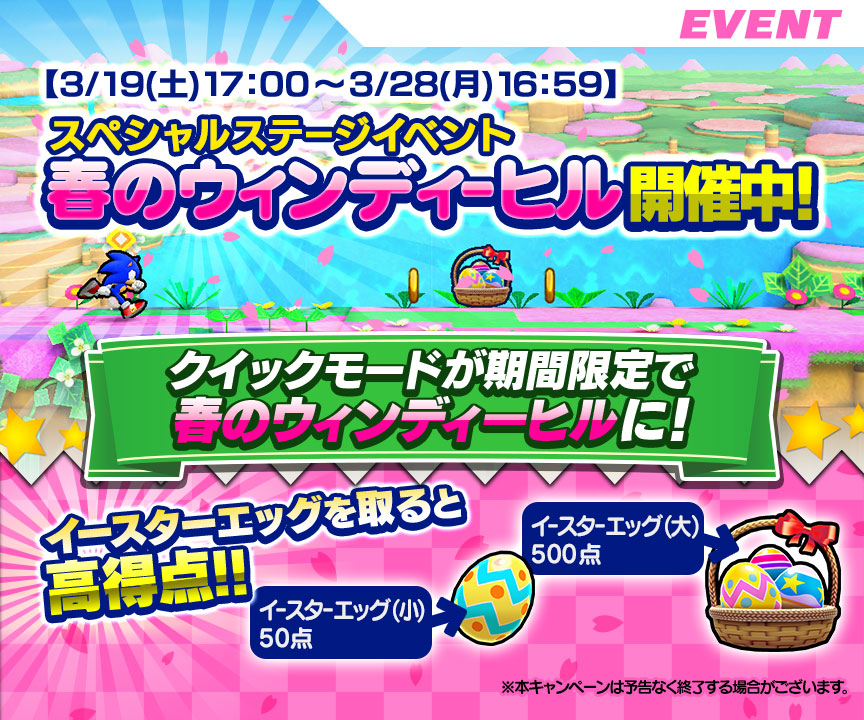 EVENT
【3/19(土)17:00～3/28(月)16:59】
スペシャルステージイベント
春のウィンディーヒル開催中!
クイックモードが期間限定で
春のウィンディーヒルに!
イースターエッグを取ると
高得点!!
イースターエッグ(大)
500点
イースターエッグ(小)
50点
※本キャンペーンは予告なく終了する場合がございます。